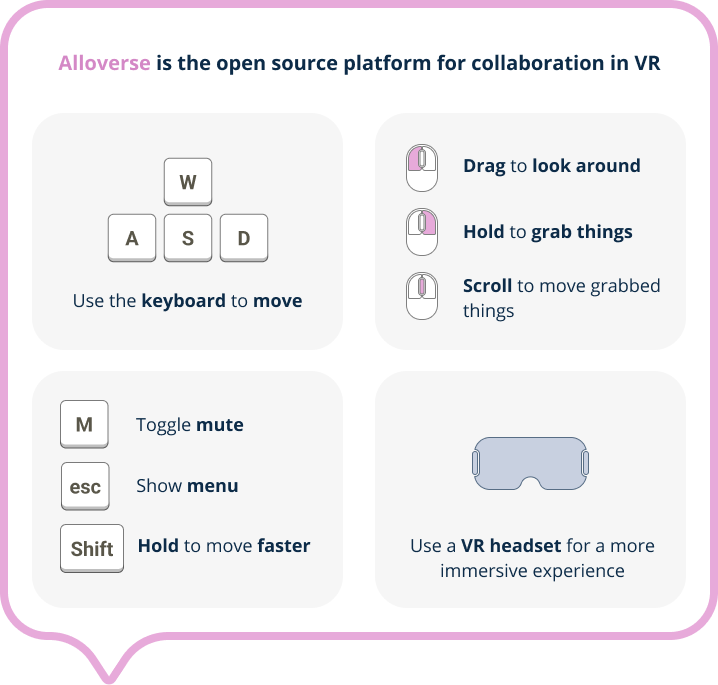 Alloverse is the open source platform for collaboration in VR
W
A S D
Use the keyboard to move
Drag to look around
Hold to grab things
Scroll to move grabbed
things
M Toggle mute
esc Show menu
Shift Hold to move faster
Use a VR headset for a more
immersive experience